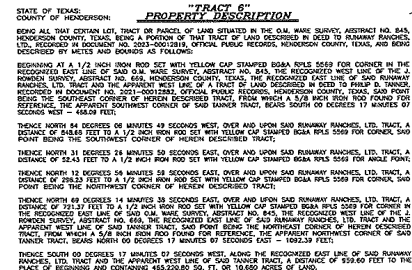 "TRACT 6"
STATE OF TEXAS:
COUNTY OF HENDERSON:
PROPERTY DESCRIPTION
BEING ALL THAT CERTAIN LOT, TRACT OR PARCEL OF LAND SITUATED IN THE O.M. WARE SURVEY, ABSTRACT NO. 845,
HENDERSON COUNTY, TEXAS, BEING A PORTION OF THAT TRACT OF LAND DESCRIBED IN DEED TO RUNAWAY RANCHES,
LTD., RECORDED IN DOCUMENT NO. 2023-00012819, OFFICIAL PUBLIC RECORDS, HENDERSON COUNTY, TEXAS, AND BEING
DESCRIBED BY METES AND BOUNDS AS FOLLOWS:
BEGINNING AT A 1/2 INCH IRON ROD SET WITH YELLOW CAP STAMPED BG&A RPLS 5569 FOR CORNER IN THE
RECOGNIZED EAST LINE OF SAID O.M. WARE SURVEY, ABSTRACT NO. 845, THE RECOGNIZED WEST LINE OF THE J.
ROWDEN SURVEY, ABSTRACT NO. 669, HENDERSON COUNTY, TEXAS, THE RECOGNIZED EAST LINE OF SAID RUNAWAY
RANCHES, LTD. TRACT AND THE APPARENT WEST LINE OF A TRACT OF LAND DESCRIBED IN DEED TO PHILIP D. TANNER,
RECORDED IN DOCUMENT NO. 2021-00012882, OFFICIAL PUBLIC RECORDS, HENDERSON COUNTY, TEXAS, SAID POINT
BEING THE SOUTHEAST CORNER OF HEREIN DESCRIBED TRACT, FROM WHICH A 5/8 INCH IRON ROD FOUND FOR
REFERENCE, THE APPARENT SOUTHWEST CORNER OF SAID TANNER TRACT, BEARS SOUTH 00 DEGREES 17 MINUTES 07
SECONDS WEST - 458.09 FEET;
THENCE NORTH 64 DEGREES 08 MINUTES 49 SECONDS WEST, OVER AND UPON SAID RUNAWAY RANCHES, LTD. TRACT, A
DISTANCE OF 548.65 FEET TO A 1/2 INCH IRON ROD SET WITH YELLOW CAP STAMPED BG&A RPLS 5569 FOR CORNER, SAID
POINT BEING THE SOUTHWEST CORNER OF HEREIN DESCRIBED TRACT;
THENCE NORTH 31 DEGREES 26 MINUTES 50 SECONDS EAST, OVER AND UPON SAID RUNAWAY RANCHES, LTD. TRACT, A
DISTANCE OF 52.43 FEET TO A 1/2 INCH IRON ROD SET WITH YELLOW CAP STAMPED BG&A RPLS 5569 FOR ANGLE POINT;
THENCE NORTH 12 DEGREES 55 MINUTES 58 SECONDS EAST, OVER AND UPON SAID RUNAWAY RANCHES, LTD. TRACT, A
DISTANCE OF 296.33 FEET TO A 1/2 INCH IRON ROD SET WITH YELLOW CAP STAMPED BG&A RPLS 5569 FOR CORNER, SAID
POINT BEING THE NORTHWEST CORNER OF HEREIN DESCRIBED TRACT;
THENCE NORTH 69 DEGREES 14 MINUTES 38 SECONDS EAST, OVER AND UPON SAID RUNAWAY RANCHES, LTD. TRACT, A
DISTANCE OF 721.37 FEET TO A 1/2 INCH IRON ROD SET WITH YELLOW CAP STAMPED BG&A RPLS 5569 FOR CORNER IN
THE RECOGNIZED EAST LINE OF SAID O.M. WARE SURVEY, ABSTRACT NO. 845, THE RECOGNIZED WEST LINE OF SAID J.
ROWDEN SURVEY, ABSTRACT NO. 669, THE RECOGNIZED EAST LINE OF SAID RUNAWAY RANCHES, LTD. TRACT AND THE
APPARENT WEST LINE OF SAID TANNER TRACT, SAID POINT BEING THE NORTHEAST CORNER OF HEREIN DESCRIBED
TRACT, FROM WHICH A 5/8 INCH IRON ROD FOUND FOR REFERENCE, THE APPARENT NORTHWEST CORNER OF SAID
TANNER TRACT, BEARS NORTH 00 DEGREES 17 MINUTES 07 SECONDS EAST - 1092.39 FEET;
THENCE SOUTH 00 DEGREES 17 MINUTES 07 SECONDS WEST, ALONG THE RECOGNIZED EAST LINE OF SAID RUNAWAY
RANCHES, LTD. TRACT AND THE APPARENT WEST LINE OF SAID TANNER TRACT, A DISTANCE OF 959.60 FEET TO THE
PLACE OF BEGINNING AND CONTAINING 465,220.80 SQ. FT. OR 10.680 ACRES OF LAND.